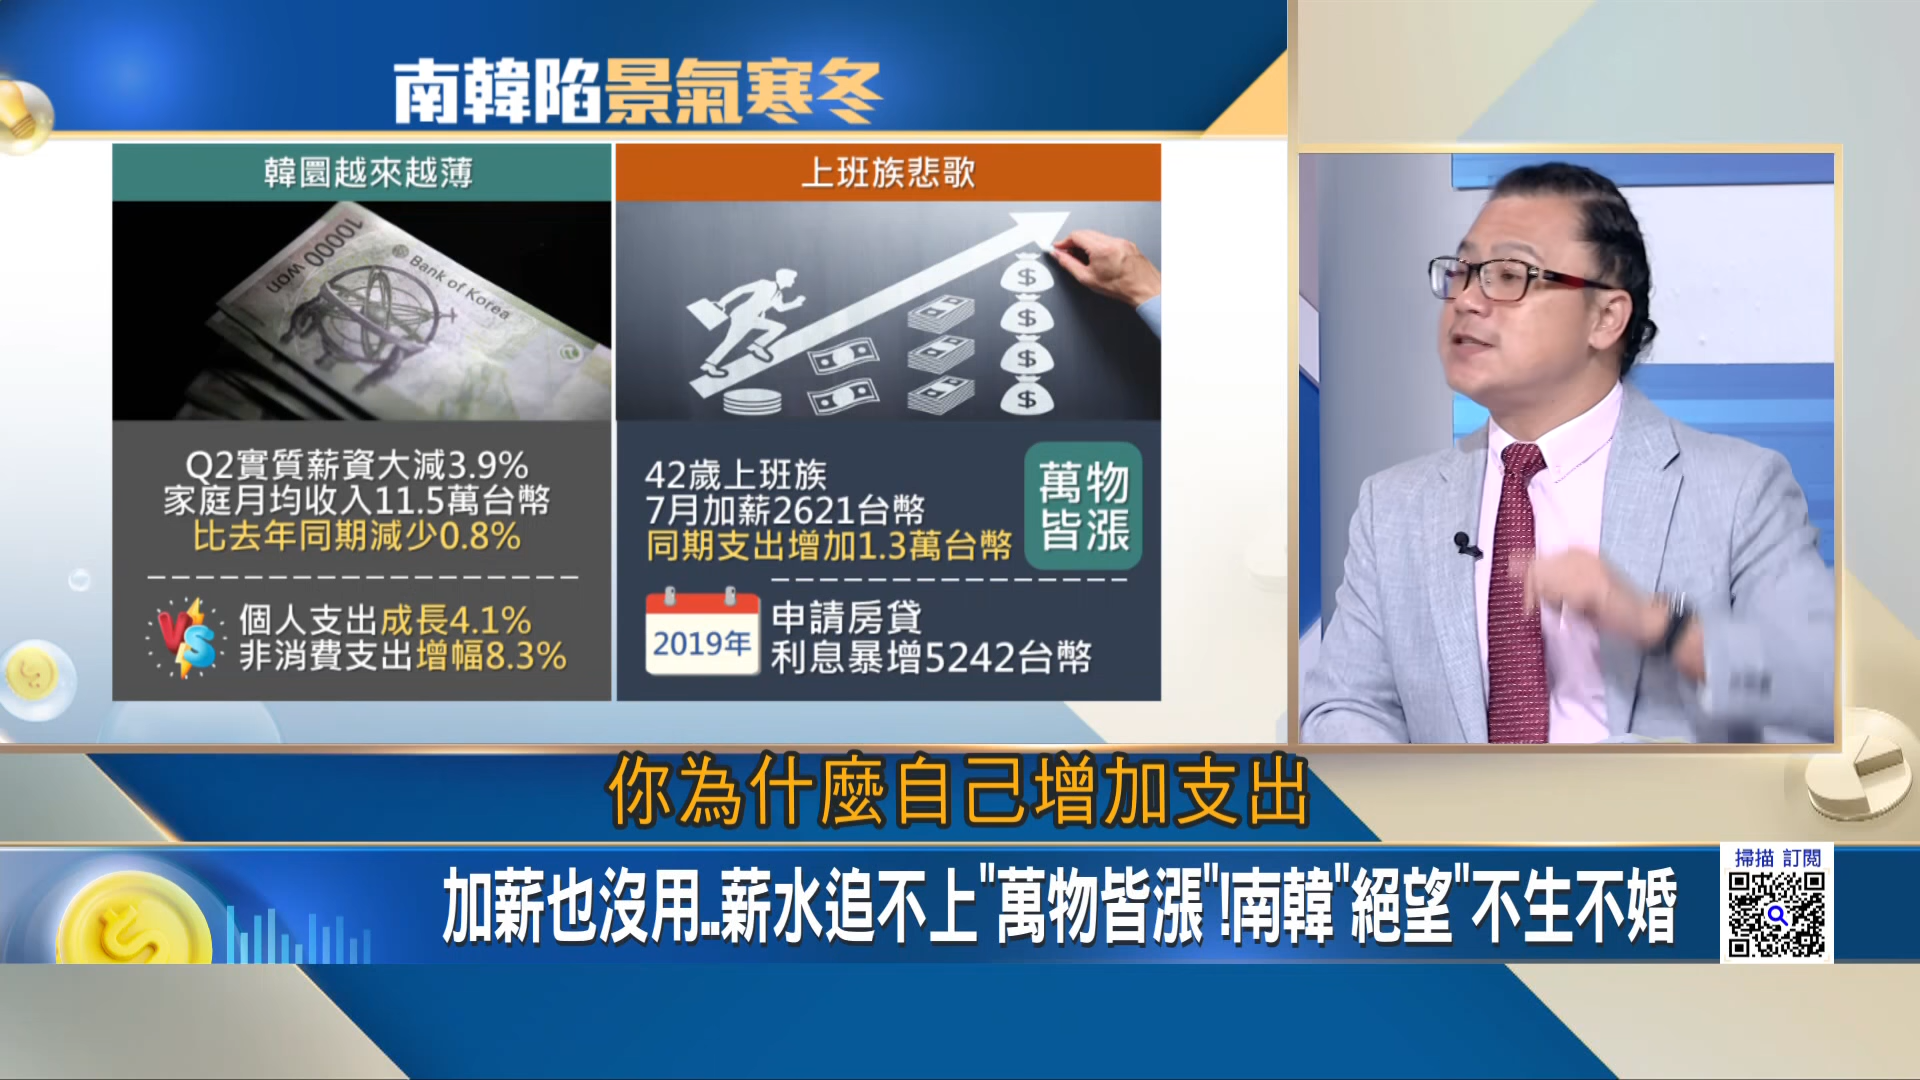 南韓陷景氣寒冬
韓圜越來越薄
10000 won
Bank of Korea
Q2實質薪資大減3.9%
家庭月均收入11.5萬台幣
比去年同期減少0.8%
VS
個人支出成長4.1%
非消費支出增幅8.3%
上班族悲歌
$
$
$
$
42歲上班族
7月加薪2621台幣
同期支出增加1.3萬台幣
萬物
皆漲
2019年
申請房貸
利息暴增5242台幣
你為什麼自己增加支出
加薪也沒用..薪水追不上"萬物皆漲"!南韓"絕望"不生不婚
掃描 訂閱